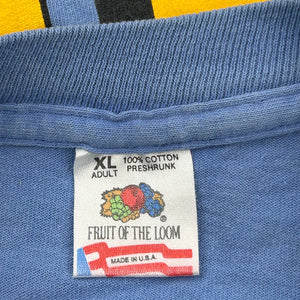 XL 100% COTTON
ADULT PRESHRUNK
FRUIT OF THE LOOM
MADE IN U.S.A.